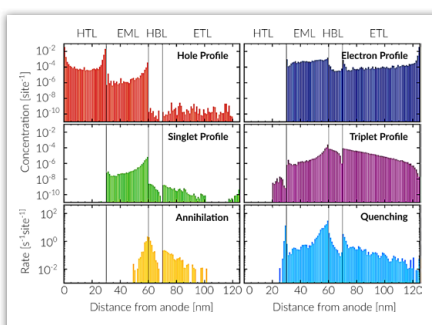 HTL EML HBL ETL HTL EML HBL ETL
Hole Profile
Electron Profile
Singlet Profile
Triplet Profile
Annihilation
Quenching
Concentration [site⁻¹]
10⁻²
10⁻⁴
10⁻⁶
10⁻⁸
10⁻¹⁰
10⁻²
10⁻⁴
10⁻⁶
10⁻⁸
10⁻¹⁰
Rate [s⁻¹site⁻¹]
10²
10⁰
10⁻²
0 20 40 60 80 100 120 0 20 40 60 80 100 120
Distance from anode [nm] Distance from anode [nm]